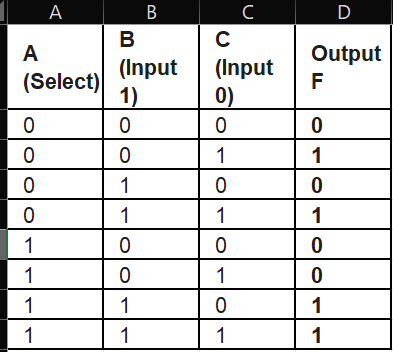 A B C D
A (Select) B (Input 1) C (Input 0) Output F
0 0 0 0
0 0 1 1
0 1 0 0
0 1 1 1
1 0 0 0
1 0 1 0
1 1 0 1
1 1 1 1